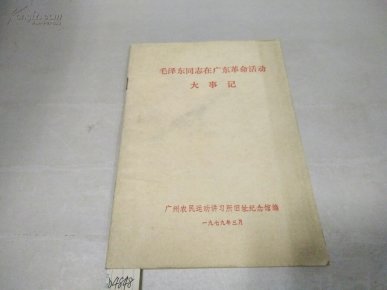 毛泽东同志在广东革命活动
大事记
广州农民运动讲习所旧址纪念馆编
一九七九年三月
D4848